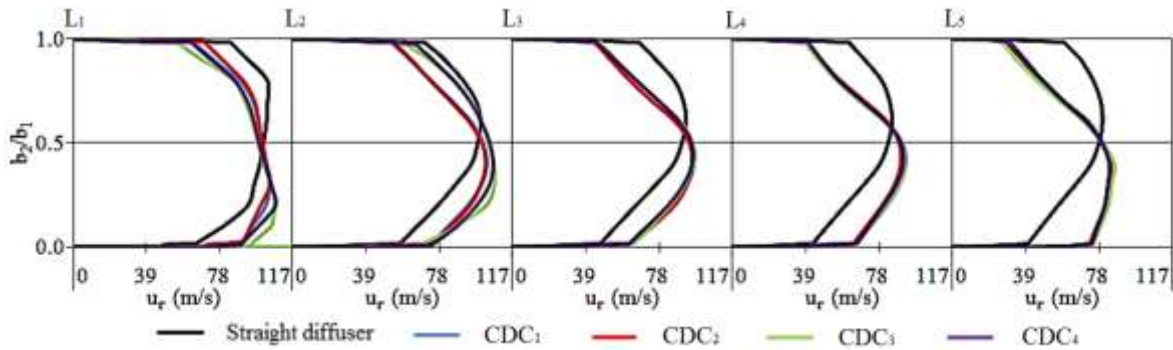 L₁ L₂ L₃ L₄ L₅
1.0
b₂/b₁
0.5
0.0
0 39 78 117 0 39 78 117 0 39 78 117 0 39 78 117 0 39 78 117
uᵣ (m/s) uᵣ (m/s) uᵣ (m/s) uᵣ (m/s) uᵣ (m/s)
Straight diffuser CDC₁ CDC₂ CDC₃ CDC₄